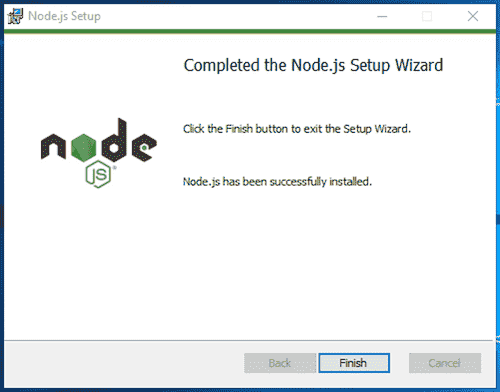 Node.js Setup
Completed the Node.js Setup Wizard
node
JS
Click the Finish button to exit the Setup Wizard.
Node.js has been successfully installed.
Back
Finish
Cancel